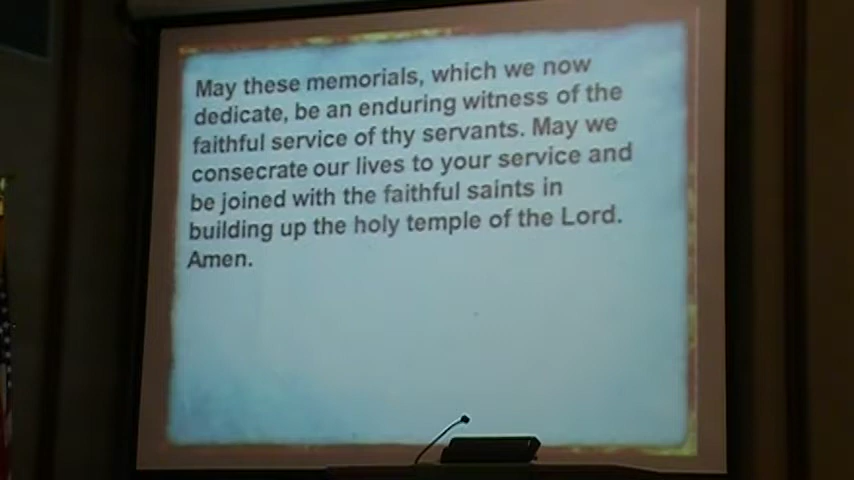 May these memorials, which we now
dedicate, be an enduring witness of the
faithful service of thy servants. May we
consecrate our lives to your service and
be joined with the faithful saints in
building up the holy temple of the Lord.
Amen.